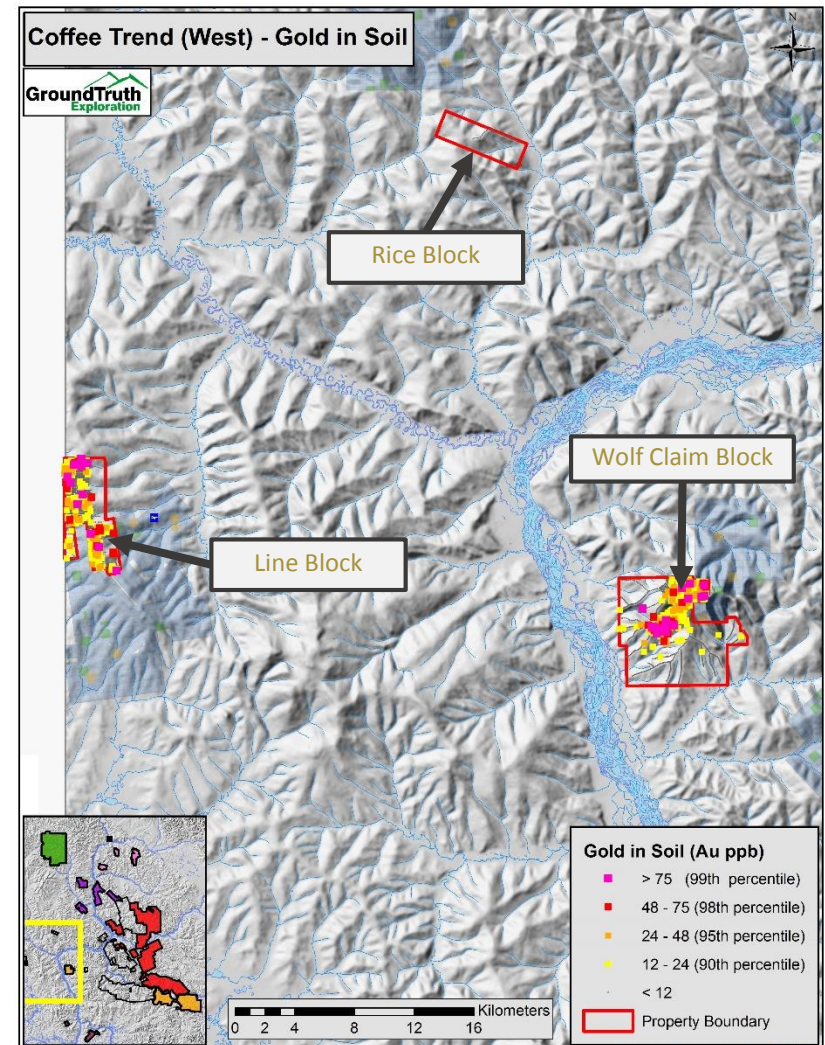 Coffee Trend (West) - Gold in Soil
N
GroundTruth
Exploration
Rice Block
Wolf Claim Block
Line Block
Gold in Soil (Au ppb)
> 75 (99th percentile)
48 - 75 (98th percentile)
24 - 48 (95th percentile)
12 - 24 (90th percentile)
< 12
Property Boundary
Kilometers
0 2 4 8 12 16